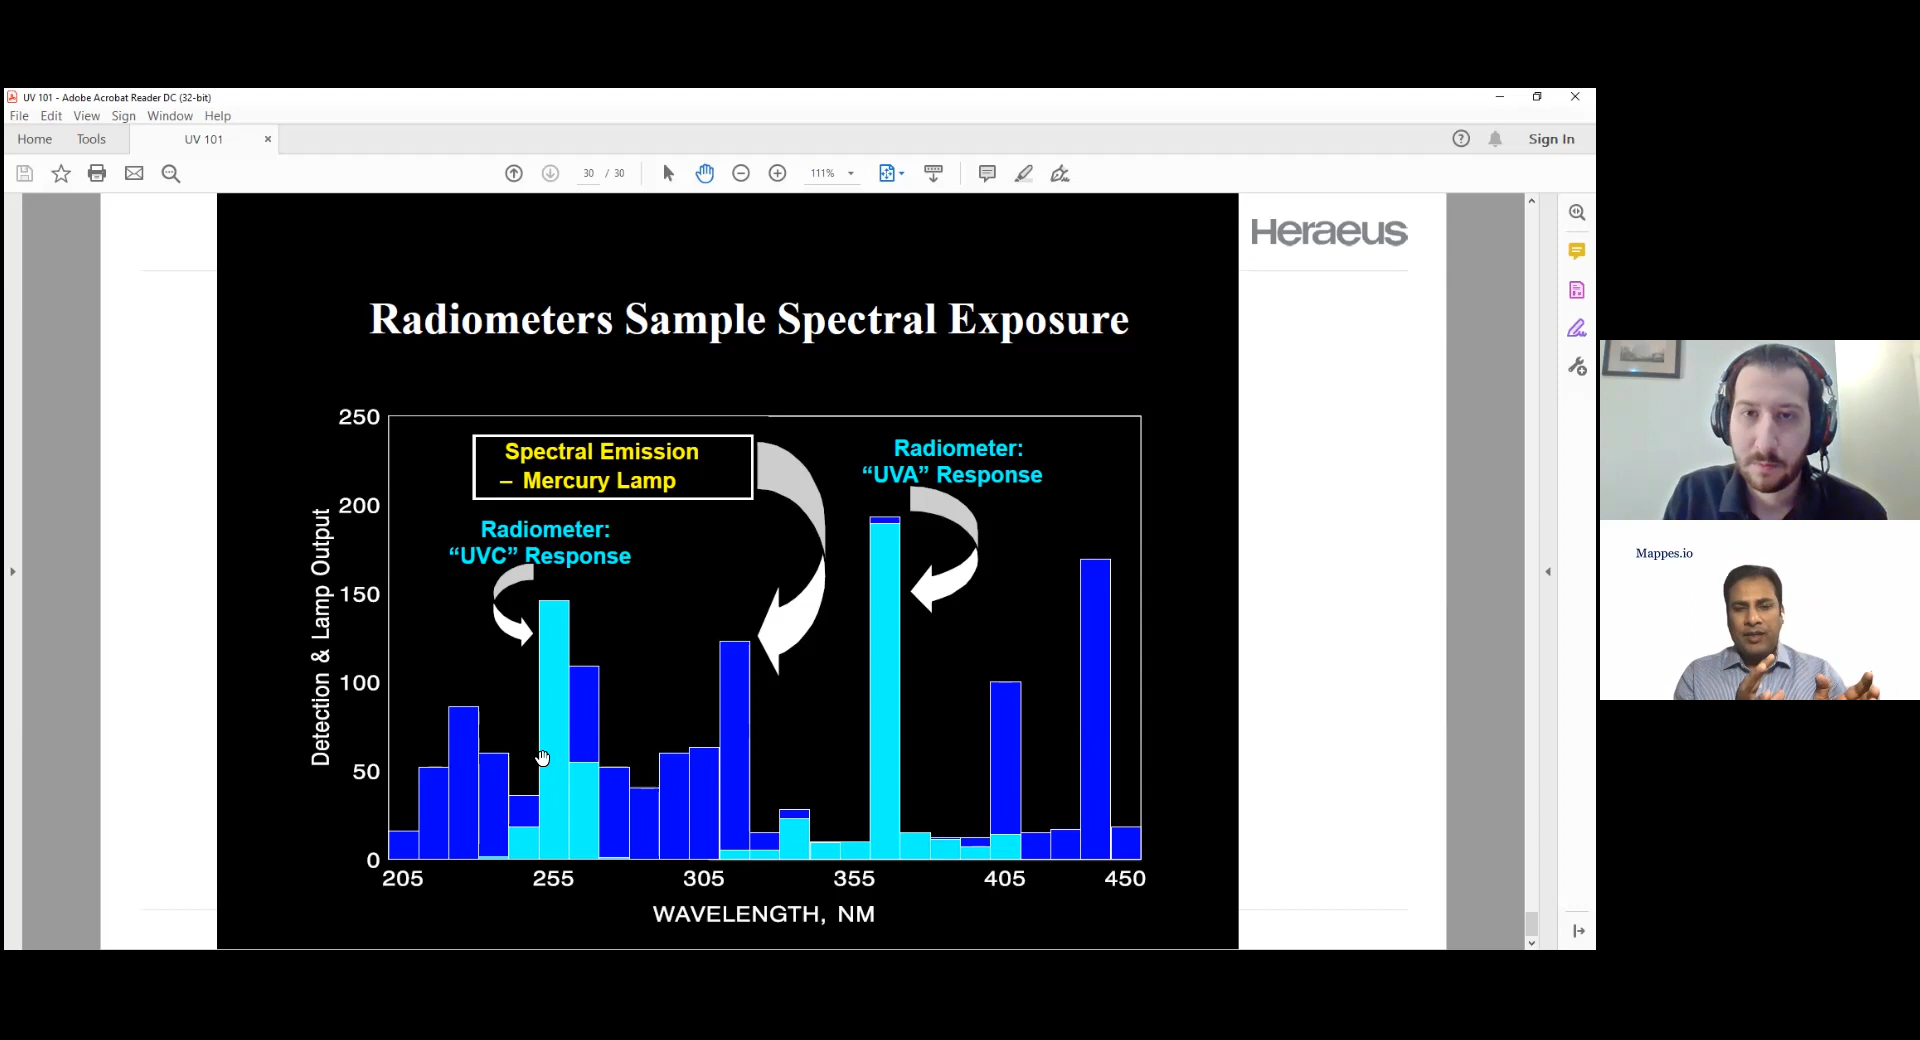 UV 101 - Adobe Acrobat Reader DC (32-bit)
File Edit View Sign Window Help
Home Tools UV 101 × Sign In
30 / 30 111%
Heraeus
Radiometers Sample Spectral Exposure
250
200
150
100
50
0
Detection & Lamp Output
Spectral Emission
– Mercury Lamp
Radiometer:
“UVA” Response
Radiometer:
“UVC” Response
205 255 305 355 405 450
WAVELENGTH, NM
Mappes.io